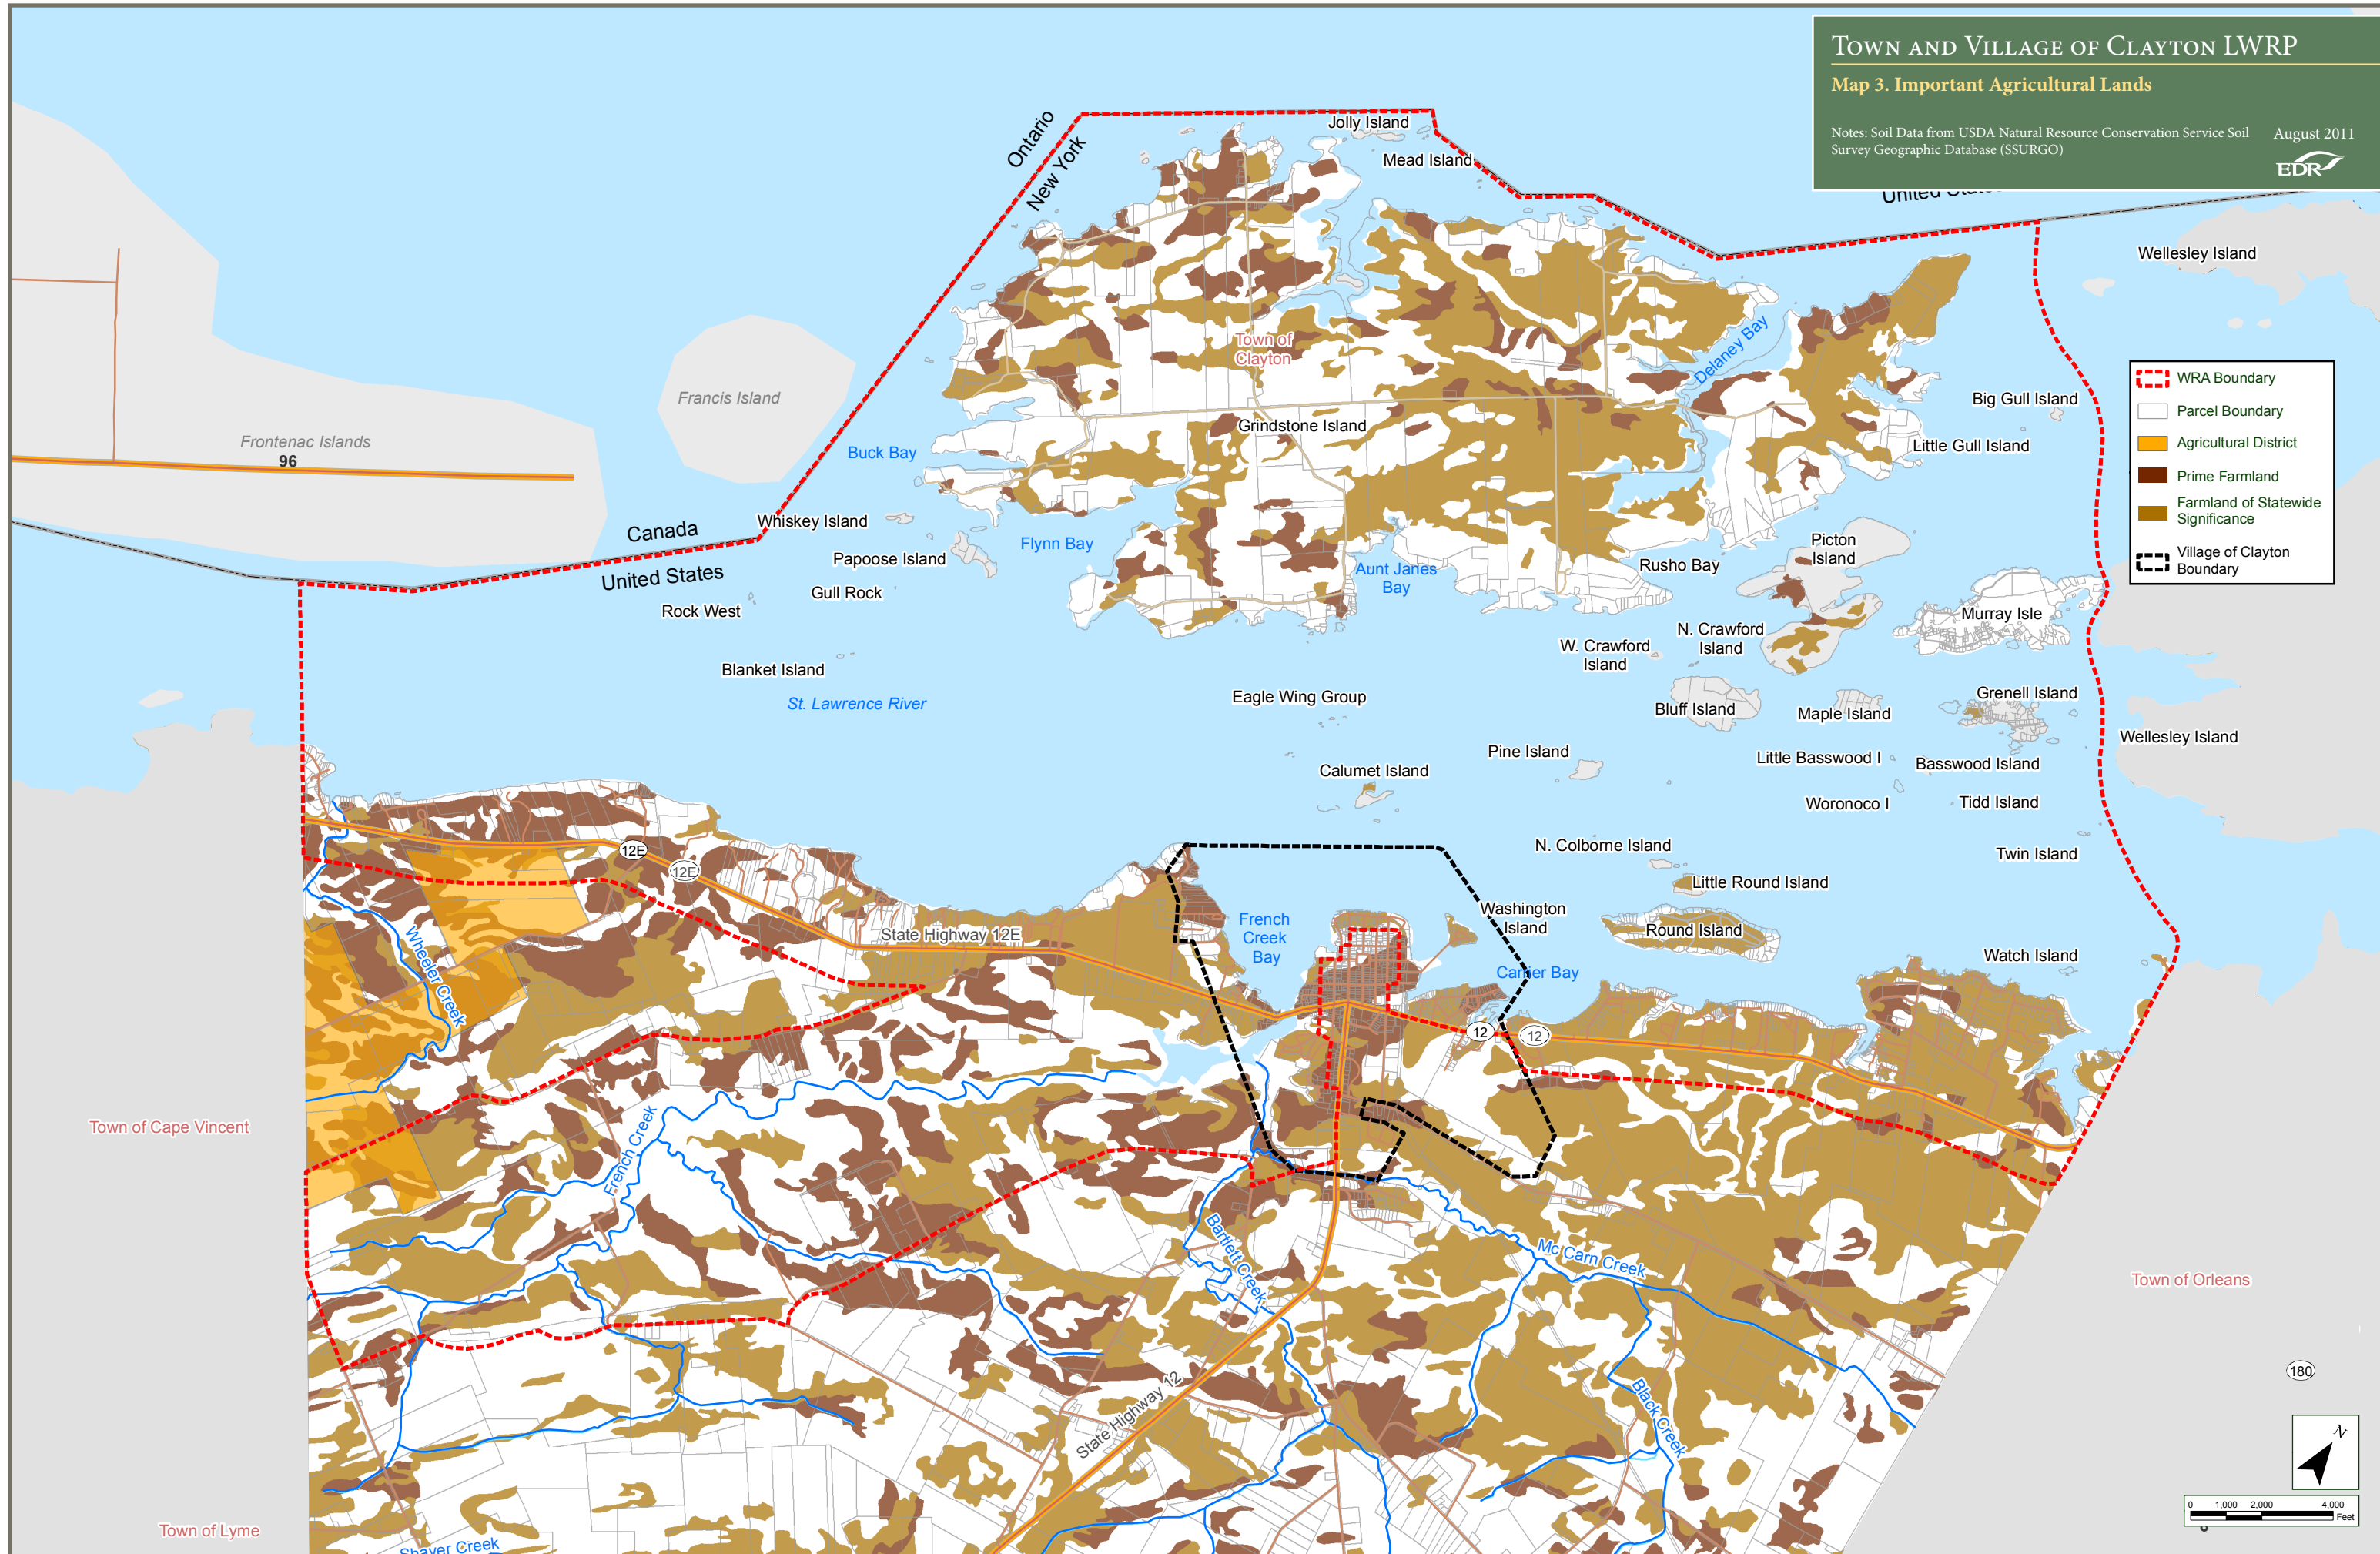 TOWN AND VILLAGE OF CLAYTON LWRP
Map 3. Important Agricultural Lands
Notes: Soil Data from USDA Natural Resource Conservation Service Soil
Survey Geographic Database (SSURGO)
August 2011
EDR
Ontario
New York
Jolly Island
Mead Island
Wellesley Island
Town of
Clayton
Delaney Bay
Francis Island
Frontenac Islands
96
Buck Bay
Grindstone Island
Big Gull Island
Little Gull Island
WRA Boundary
Parcel Boundary
Agricultural District
Prime Farmland
Farmland of Statewide
Significance
Village of Clayton
Boundary
Canada
United States
Whiskey Island
Papoose Island
Flynn Bay
Gull Rock
Rock West
Aunt Janes
Bay
Rusho Bay
Picton
Island
Murray Isle
N. Crawford
Island
W. Crawford
Island
Blanket Island
St. Lawrence River
Eagle Wing Group
Bluff Island
Maple Island
Grenell Island
Wellesley Island
Pine Island
Calumet Island
Little Basswood I
Basswood Island
Woronoco I
Tidd Island
N. Colborne Island
Twin Island
Little Round Island
12E
12E
State Highway 12E
French
Creek
Bay
Washington
Island
Round Island
Watch Island
Carrier Bay
Wheeler Creek
12
12
Town of Cape Vincent
French Creek
Bartlett Creek
Mc Carn Creek
Town of Orleans
180
State Highway 12
Black Creek
Town of Lyme
Shaver Creek
N
0 1,000 2,000 4,000
Feet